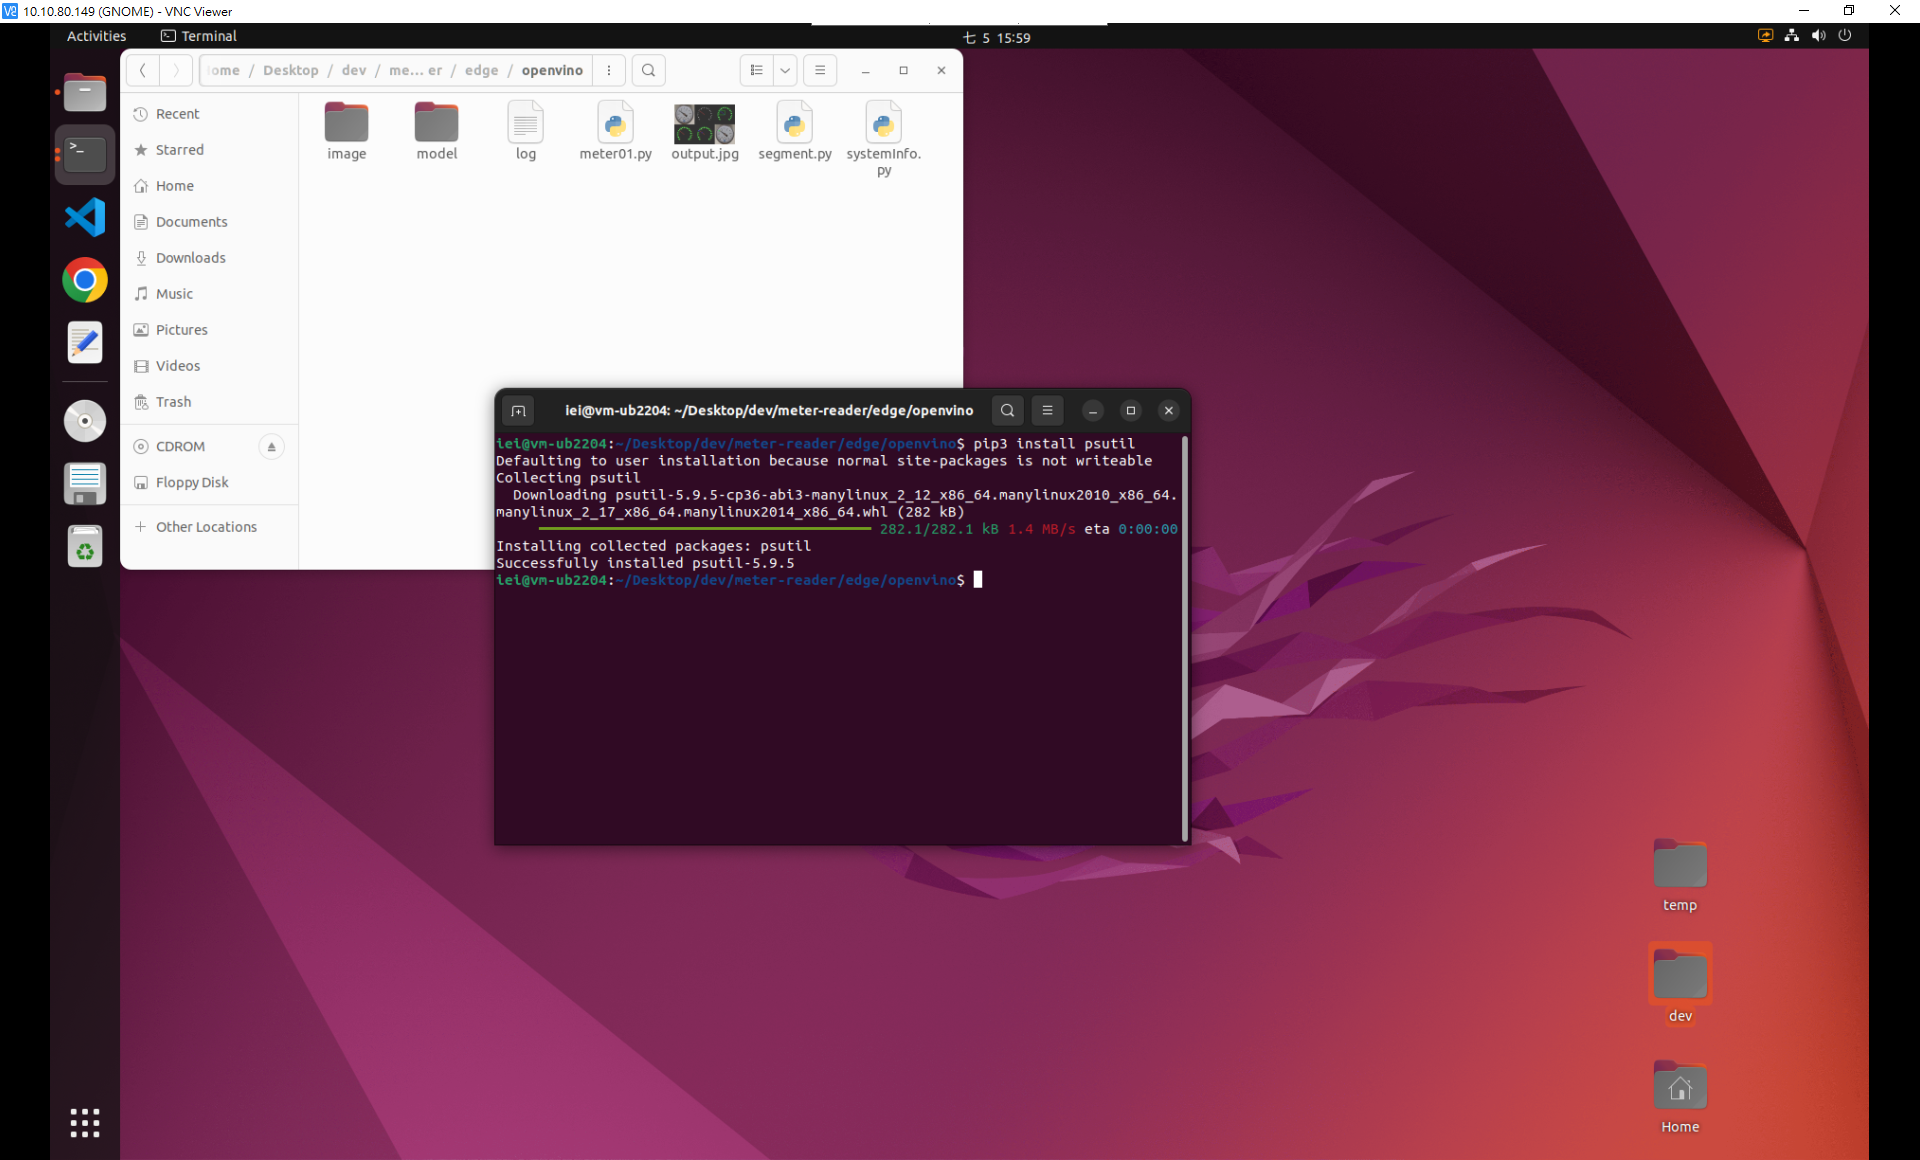 10.10.80.149 (GNOME) - VNC Viewer
Activities
Terminal
七 5 15:59
ome / Desktop / dev / me... er / edge / openvino
Recent
Starred
Home
Documents
Downloads
Music
Pictures
Videos
Trash
CDROM
Floppy Disk
Other Locations
image
model
log
meter01.py
output.jpg
segment.py
systemInfo.
py
iei@vm-ub2204: ~/Desktop/dev/meter-reader/edge/openvino
iei@vm-ub2204:~/Desktop/dev/meter-reader/edge/openvino$ pip3 install psutil
Defaulting to user installation because normal site-packages is not writeable
Collecting psutil
Downloading psutil-5.9.5-cp36-abi3-manylinux_2_12_x86_64.manylinux2010_x86_64.
manylinux_2_17_x86_64.manylinux2014_x86_64.whl (282 kB)
282.1/282.1 kB 1.4 MB/s eta 0:00:00
Installing collected packages: psutil
Successfully installed psutil-5.9.5
iei@vm-ub2204:~/Desktop/dev/meter-reader/edge/openvino$
temp
dev
Home